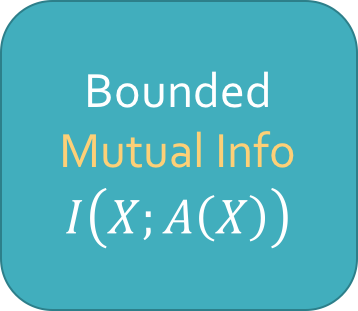 Bounded
Mutual Info
I(X; A(X))